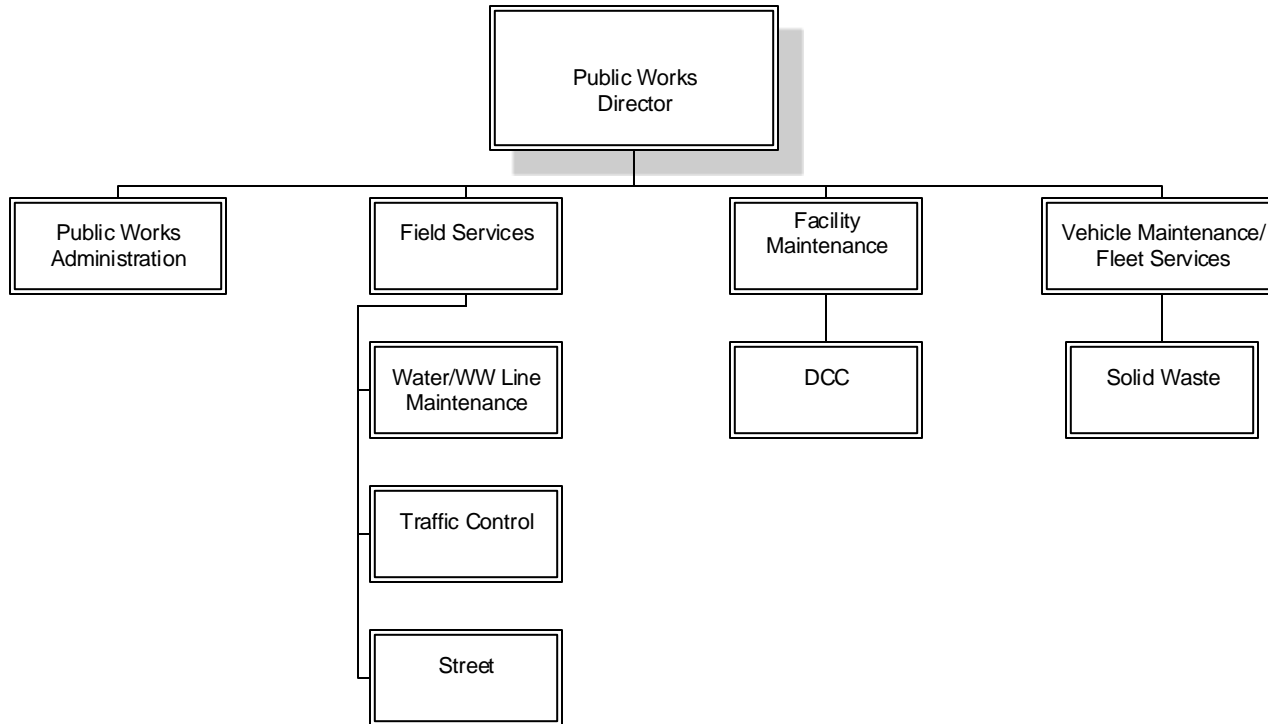 Public Works
Director
Public Works
Administration
Field Services
Facility
Maintenance
Vehicle Maintenance/
Fleet Services
Water/WW Line
Maintenance
DCC
Solid Waste
Traffic Control
Street